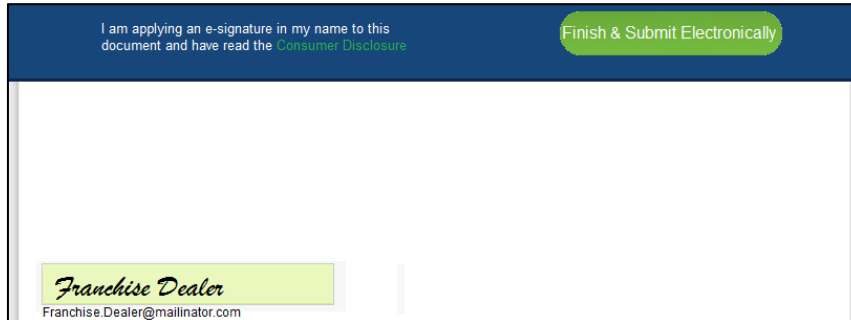 I am applying an e-signature in my name to this
document and have read the Consumer Disclosure
Finish & Submit Electronically
Franchise Dealer
Franchise.Dealer@mailinator.com